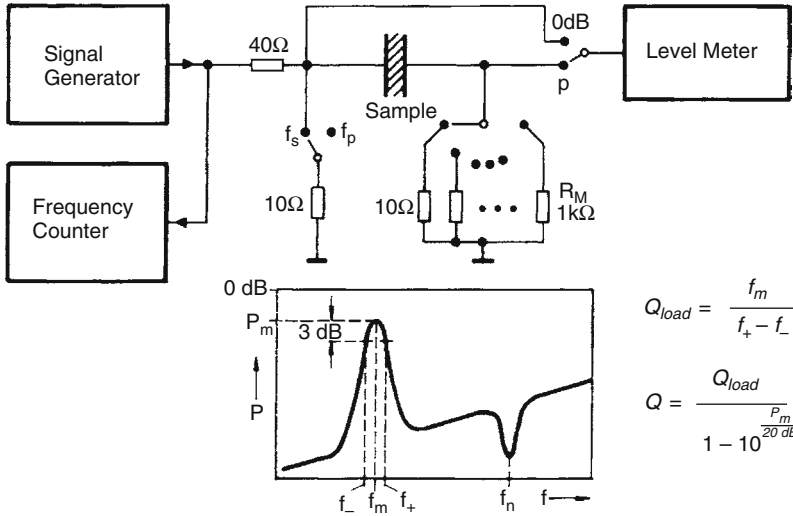 Signal
Generator
40Ω
0dB
Level Meter
p
Sample
f_s
f_p
Frequency
Counter
10Ω
10Ω
R_M
1kΩ
0 dB
P_m
3 dB
P
f_-
f_m
f_+
f_n
f
Q_load = f_m / (f_+ – f_–)
Q = Q_load / (1 – 10^(P_m / 20 dB))